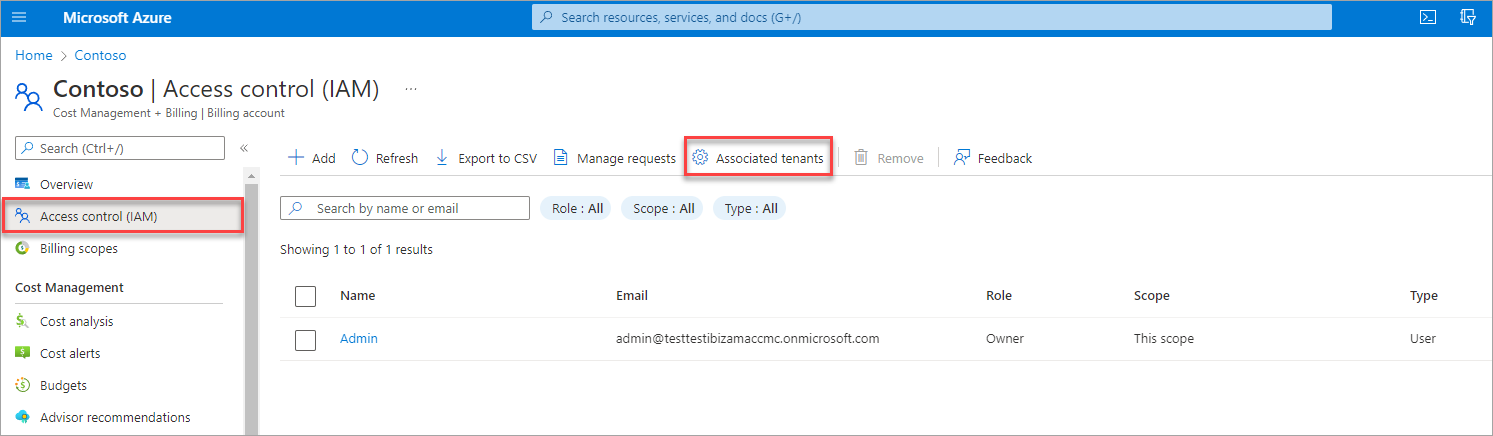 Microsoft Azure
Search resources, services, and docs (G+/)
Home > Contoso
Contoso | Access control (IAM) ...
Cost Management + Billing | Billing account
Search (Ctrl+/) «
Overview
Access control (IAM)
Billing scopes
Cost Management
Cost analysis
Cost alerts
Budgets
Advisor recommendations
Add Refresh Export to CSV Manage requests Associated tenants Remove Feedback
Search by name or email Role : All Scope : All Type : All
Showing 1 to 1 of 1 results
Name Email Role Scope Type
Admin admin@testtestibizamaccmc.onmicrosoft.com Owner This scope User